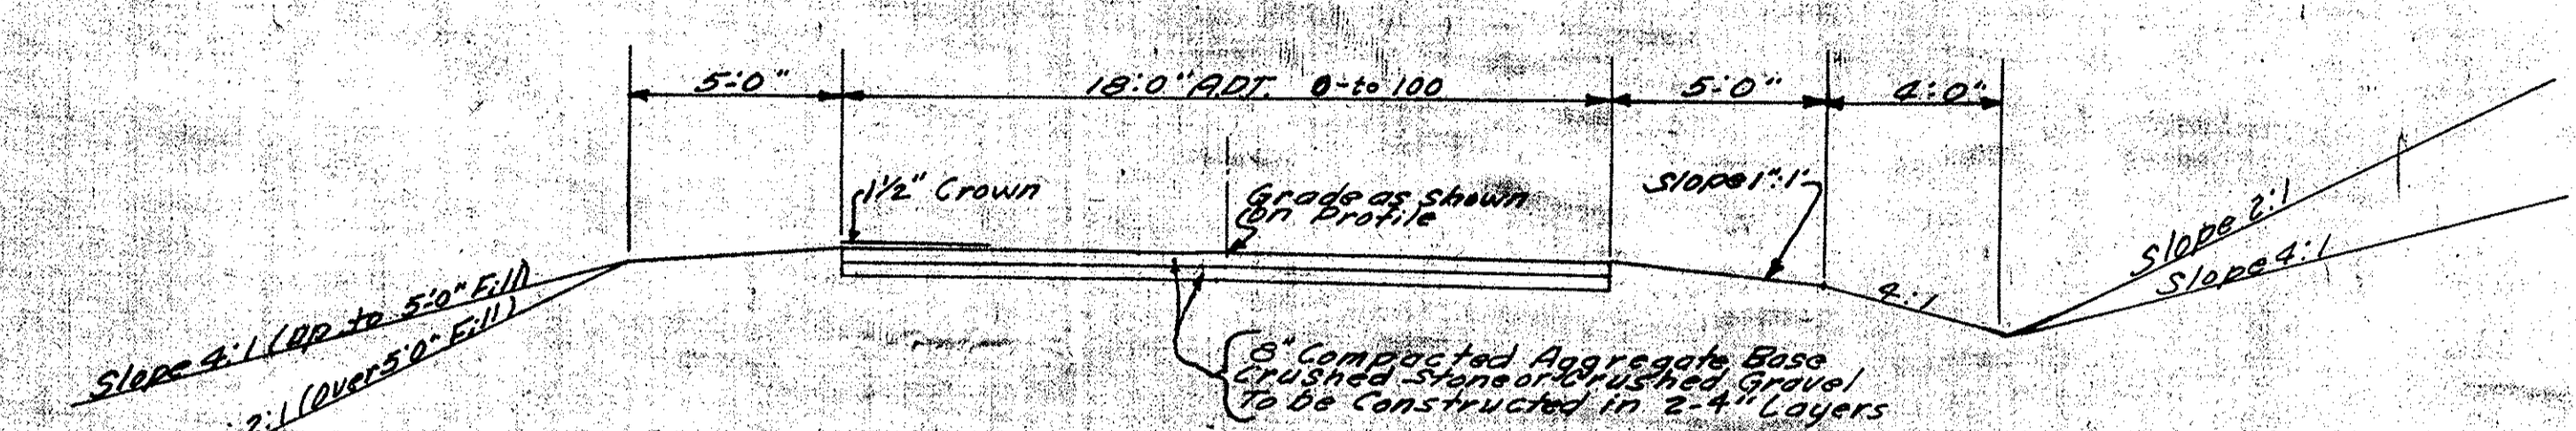 5'-0"
18'-0" A.D.T. 0-to 100
5'-0"
4'-0"
1½" Crown
Grade as shown
on Profile
Slope 1":1'
Slope 2:1
Slope 4:1
4:1
Slope 4:1 (up to 5'-0" Fill)
2:1 (Over 5'0" Fill)
8" Compacted Aggregate Base
Crushed Stone or Crushed Gravel
To be Constructed in 2-4" Layers